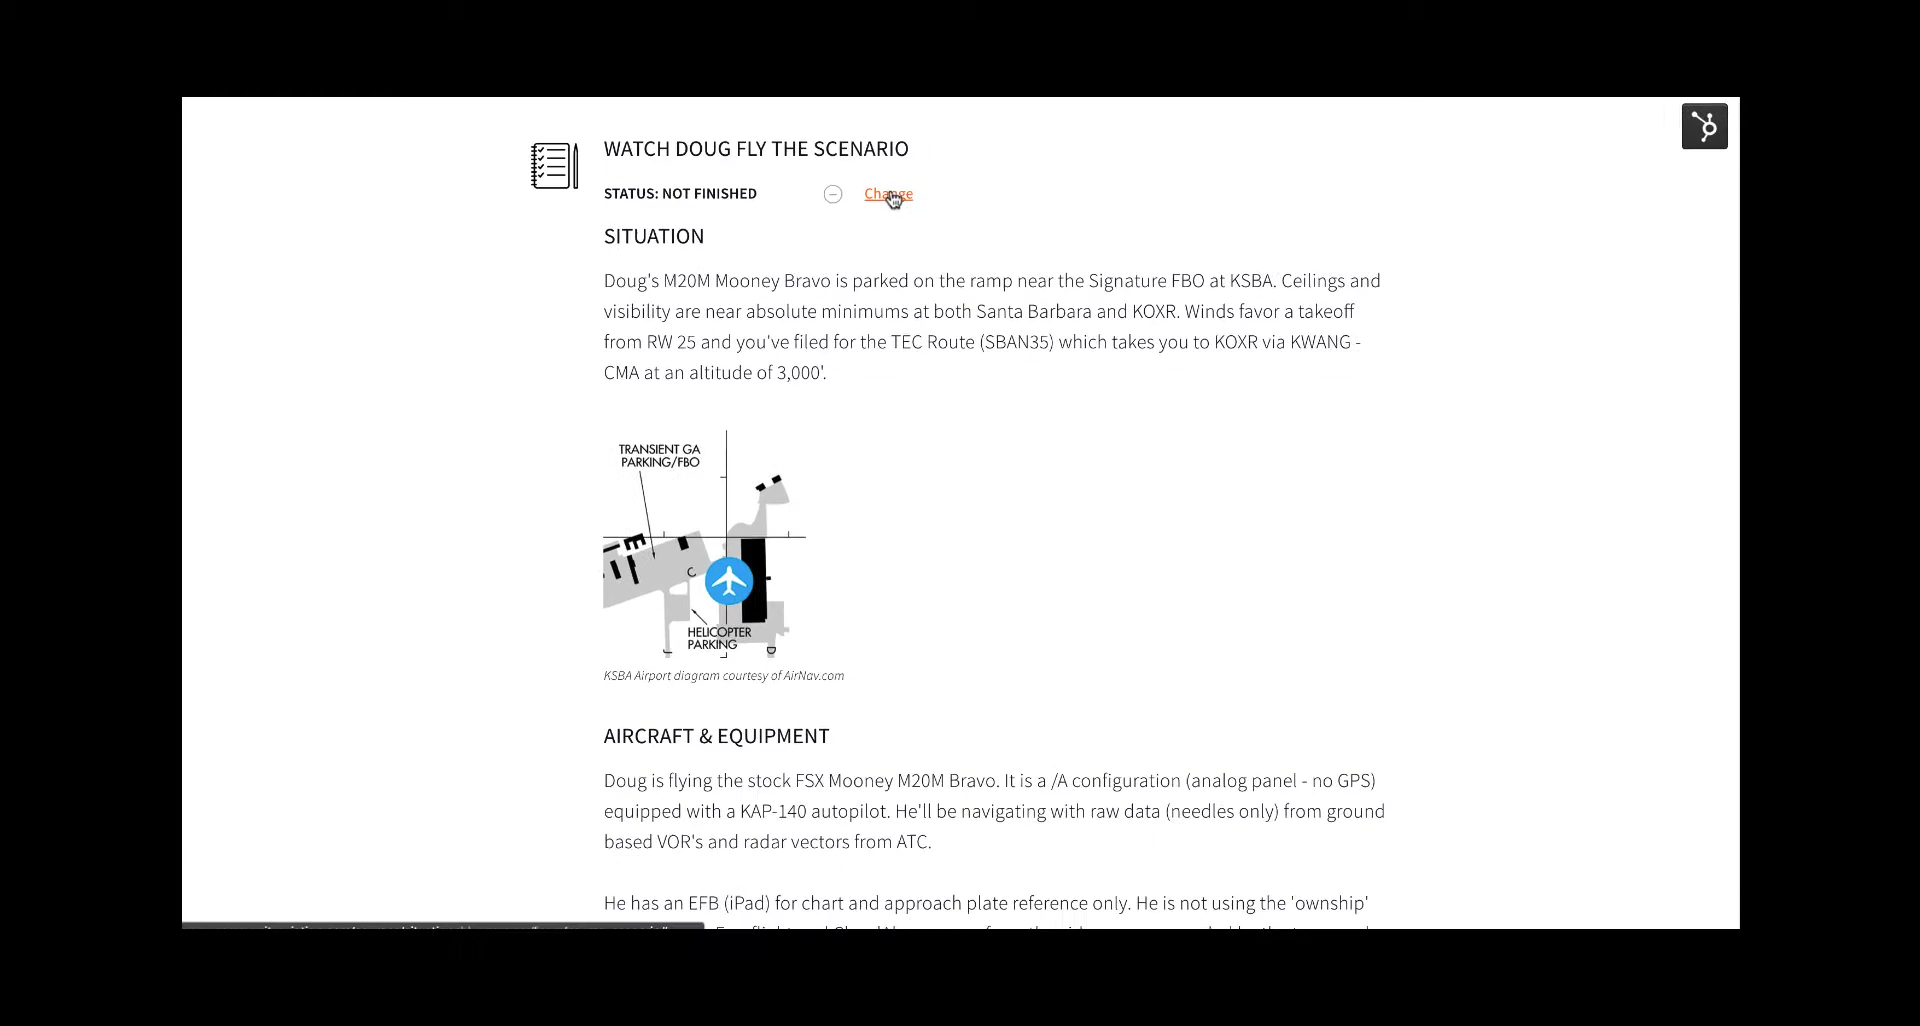 WATCH DOUG FLY THE SCENARIO
STATUS: NOT FINISHED
Change
SITUATION
Doug's M20M Mooney Bravo is parked on the ramp near the Signature FBO at KSBA. Ceilings and
visibility are near absolute minimums at both Santa Barbara and KOXR. Winds favor a takeoff
from RW 25 and you've filed for the TEC Route (SBAN35) which takes you to KOXR via KWANG -
CMA at an altitude of 3,000'.
TRANSIENT GA
PARKING/FBO
C
HELICOPTER
PARKING
J
D
KSBA Airport diagram courtesy of AirNav.com
AIRCRAFT & EQUIPMENT
Doug is flying the stock FSX Mooney M20M Bravo. It is a /A configuration (analog panel - no GPS)
equipped with a KAP-140 autopilot. He'll be navigating with raw data (needles only) from ground
based VOR's and radar vectors from ATC.
He has an EFB (iPad) for chart and approach plate reference only. He is not using the 'ownship'